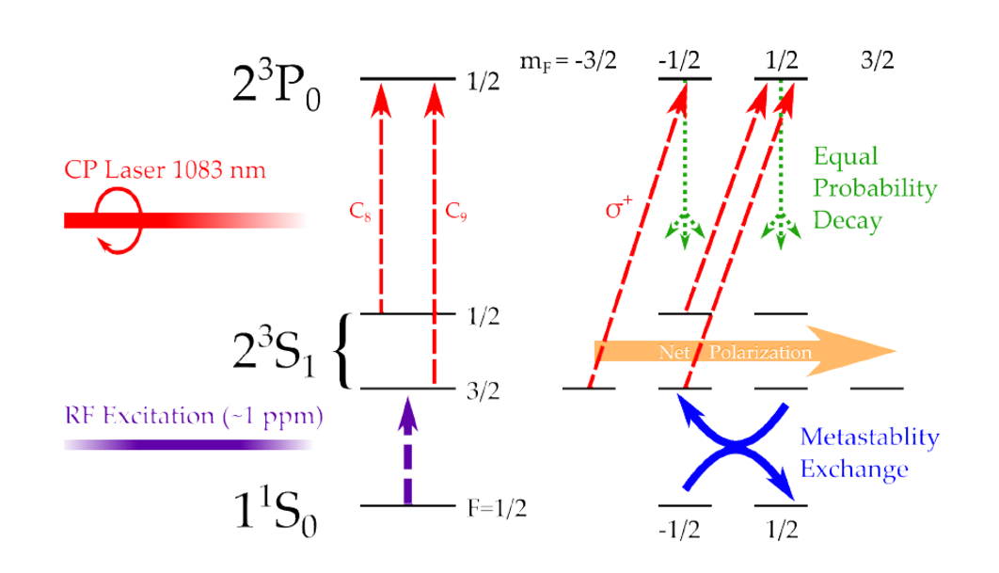 2³P₀
1/2
m_F = -3/2 -1/2 1/2 3/2
CP Laser 1083 nm
C₈ C₉
σ⁺
Equal
Probability
Decay
2³S₁ {
1/2
3/2
Net Polarization
RF Excitation (~1 ppm)
Metastablity
Exchange
1¹S₀
F=1/2
-1/2 1/2